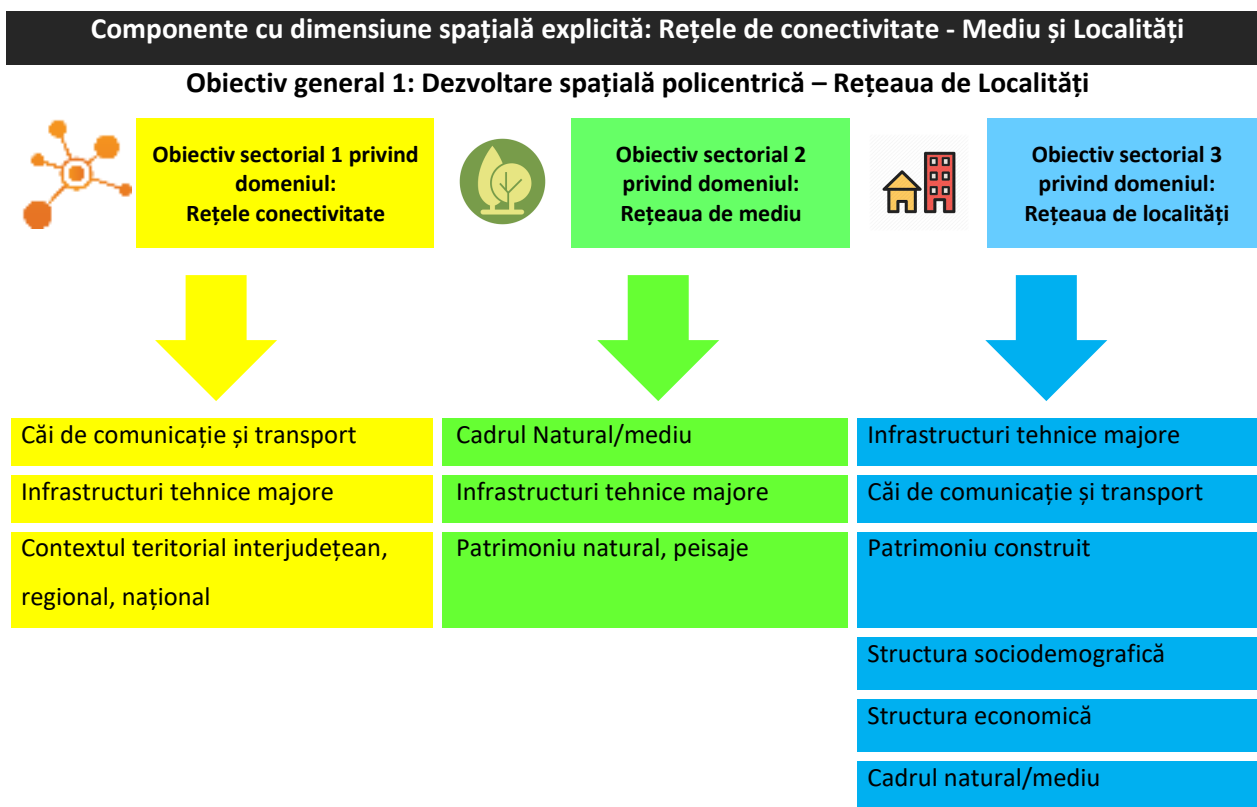 Componente cu dimensiune spațială explicită: Rețele de conectivitate - Mediu și Localități
Obiectiv general 1: Dezvoltare spațială policentrică – Rețeaua de Localități
Obiectiv sectorial 1 privind
domeniul:
Rețele conectivitate
Obiectiv sectorial 2
privind domeniul:
Rețeaua de mediu
Obiectiv sectorial 3
privind domeniul:
Rețeaua de localități
Căi de comunicație și transport
Infrastructuri tehnice majore
Contextul teritorial interjudețean,
regional, național
Cadrul Natural/mediu
Infrastructuri tehnice majore
Patrimoniu natural, peisaje
Infrastructuri tehnice majore
Căi de comunicație și transport
Patrimoniu construit
Structura sociodemografică
Structura economică
Cadrul natural/mediu